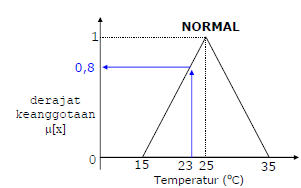 NORMAL
1
0,8
derajat
keanggotaan
μ[x]
0
15 23 25 35
Temperatur (°C)